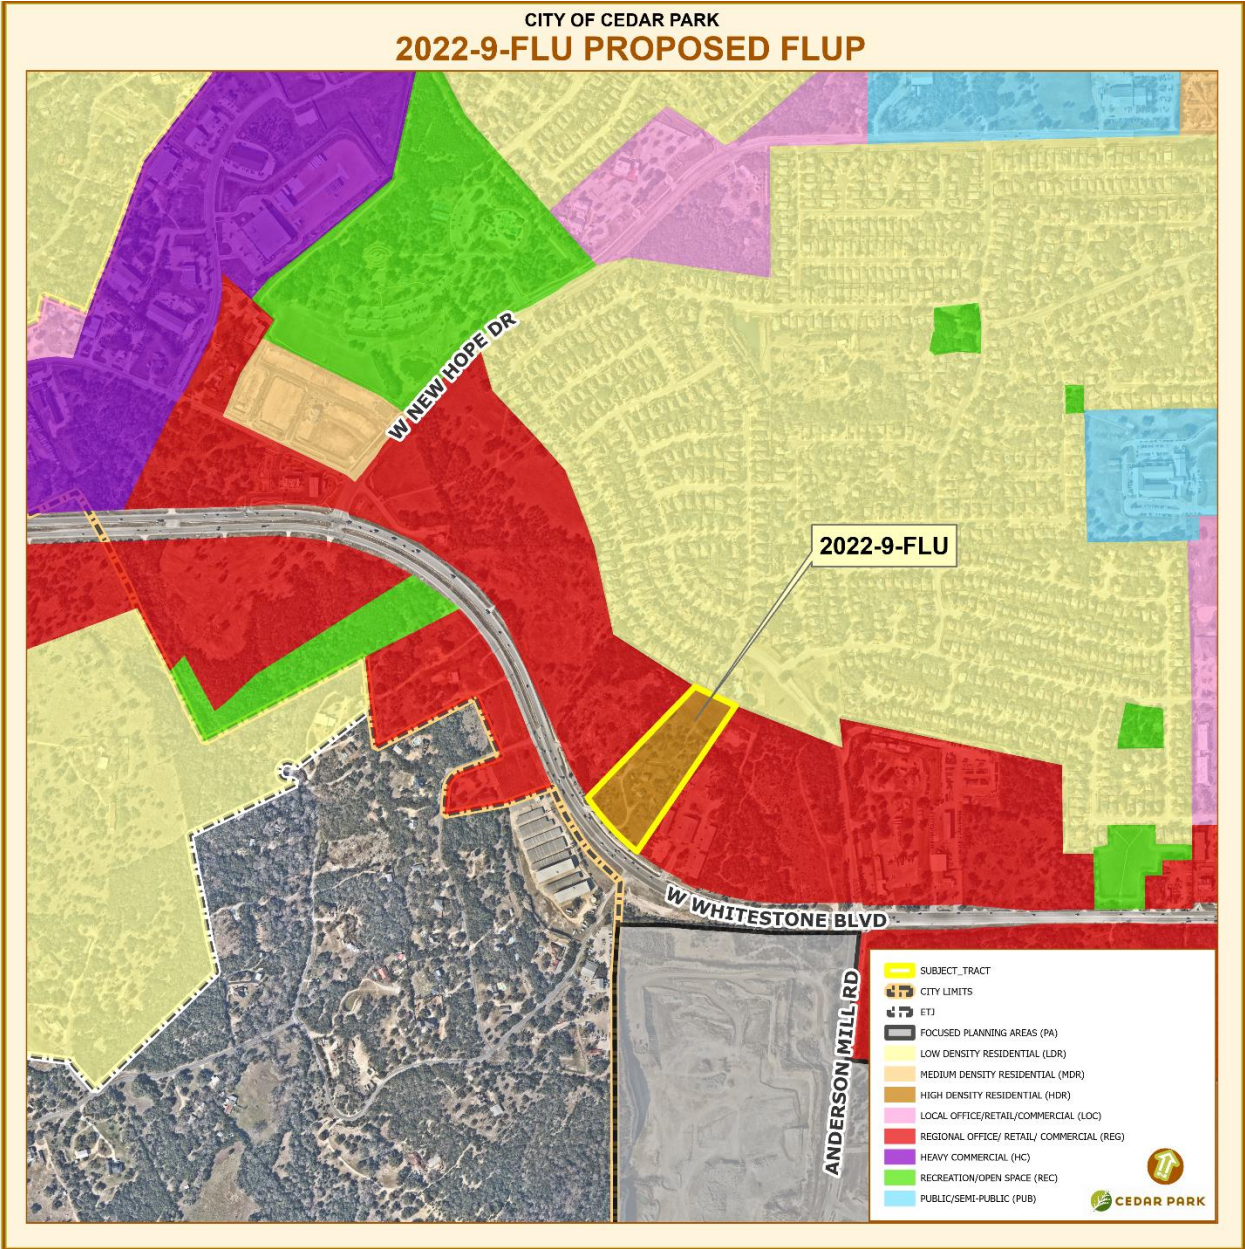 CITY OF CEDAR PARK
2022-9-FLU PROPOSED FLUP
W NEW HOPE DR
2022-9-FLU
W WHITESTONE BLVD
ANDERSON MILL RD
SUBJECT_TRACT
CITY LIMITS
ETJ
FOCUSED PLANNING AREAS (PA)
LOW DENSITY RESIDENTIAL (LDR)
MEDIUM DENSITY RESIDENTIAL (MDR)
HIGH DENSITY RESIDENTIAL (HDR)
LOCAL OFFICE/RETAIL/COMMERCIAL (LOC)
REGIONAL OFFICE/ RETAIL/ COMMERCIAL (REG)
HEAVY COMMERCIAL (HC)
RECREATION/OPEN SPACE (REC)
PUBLIC/SEMI-PUBLIC (PUB)
CEDAR PARK